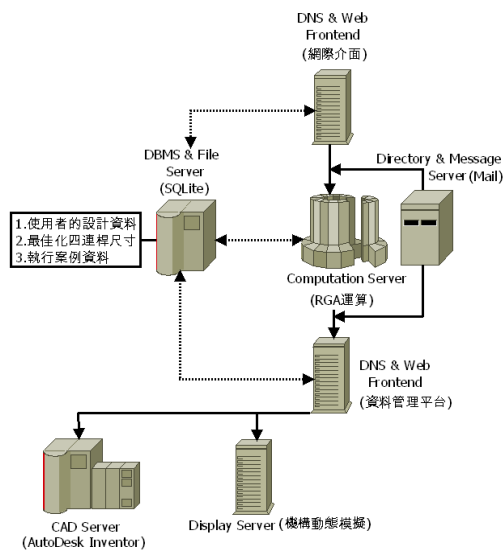 DNS & Web
Frontend
(網際介面)
DBMS & File
Server
(SQLite)
Directory & Message
Server(Mail)
1.使用者的設計資料
2.最佳化四連桿尺寸
3.執行案例資料
Computation Server
(RGA運算)
DNS & Web
Frontend
(資料管理平台)
CAD Server
(AutoDesk Inventor)
Display Server(機構動態模擬)